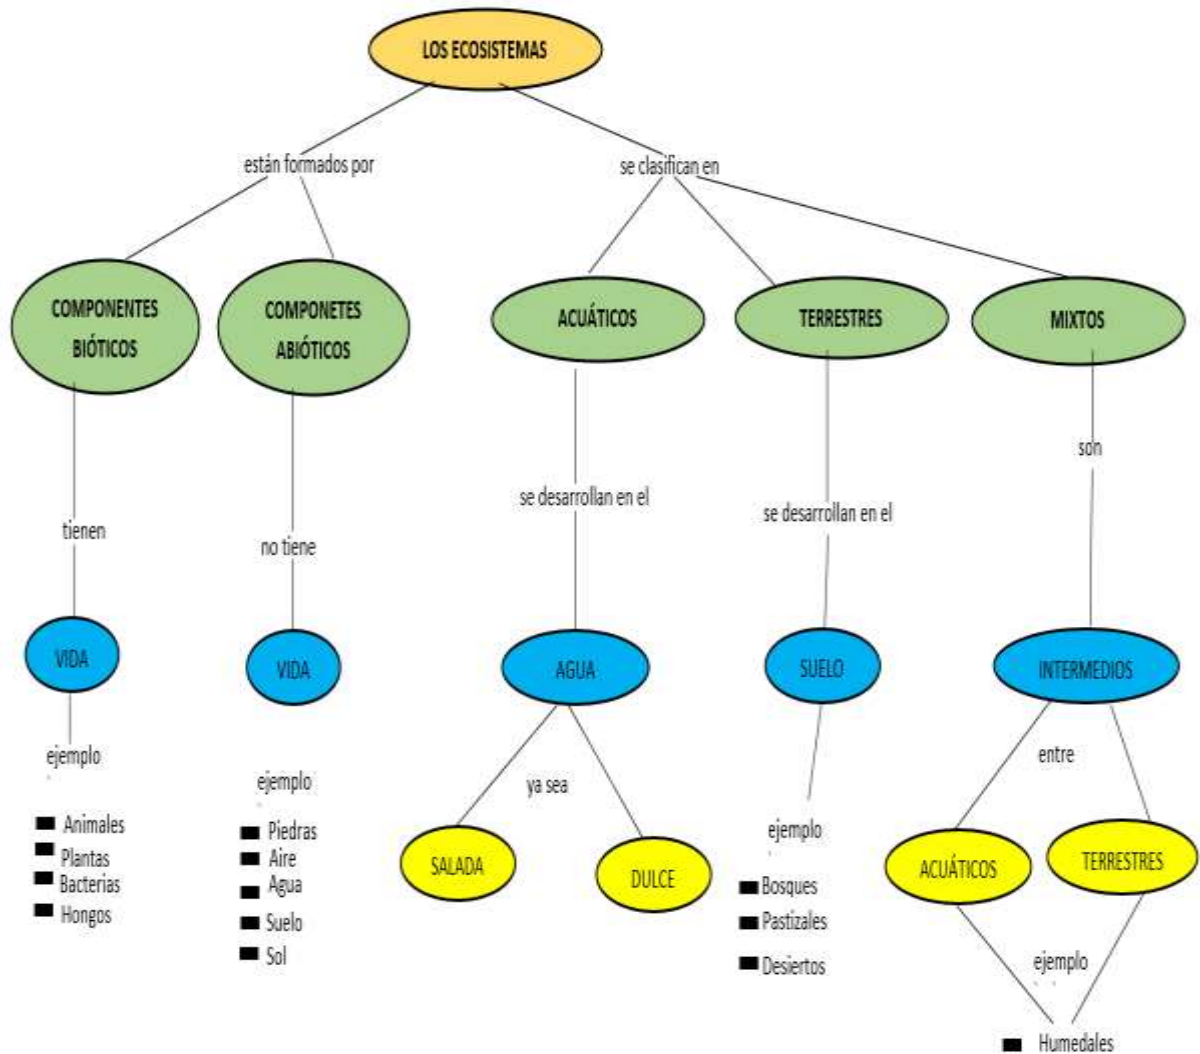 LOS ECOSISTEMAS
están formados por
se clasifican en
COMPONENTES
BIÓTICOS
COMPONETES
ABIÓTICOS
ACUÁTICOS
TERRESTRES
MIXTOS
tienen
no tiene
se desarrollan en el
se desarrollan en el
son
VIDA
VIDA
AGUA
SUELO
INTERMEDIOS
ejemplo
Animales
Plantas
Bacterias
Hongos
ejemplo
Piedras
Aire
Agua
Suelo
Sol
ya sea
SALADA
DULCE
ejemplo
Bosques
Pastizales
Desiertos
entre
ACUÁTICOS
TERRESTRES
ejemplo
Humedales